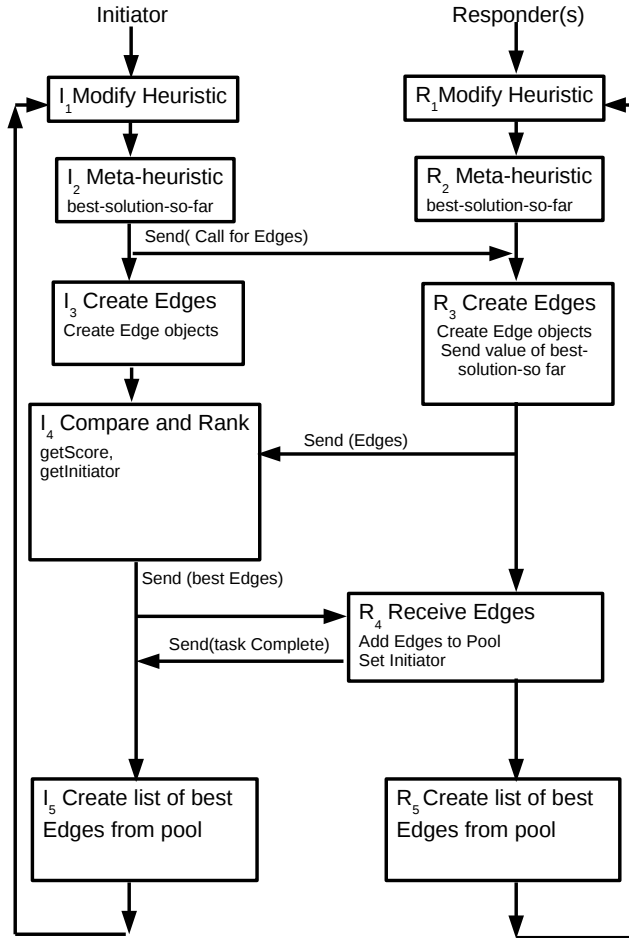 Initiator
Responder(s)
I1 Modify Heuristic
R1 Modify Heuristic
I2 Meta-heuristic
best-solution-so-far
R2 Meta-heuristic
best-solution-so-far
Send( Call for Edges)
I3 Create Edges
Create Edge objects
R3 Create Edges
Create Edge objects
Send value of best-
solution-so far
I4 Compare and Rank
getScore,
getInitiator
Send (Edges)
Send (best Edges)
R4 Receive Edges
Add Edges to Pool
Set Initiator
Send(task Complete)
I5 Create list of best
Edges from pool
R5 Create list of best
Edges from pool